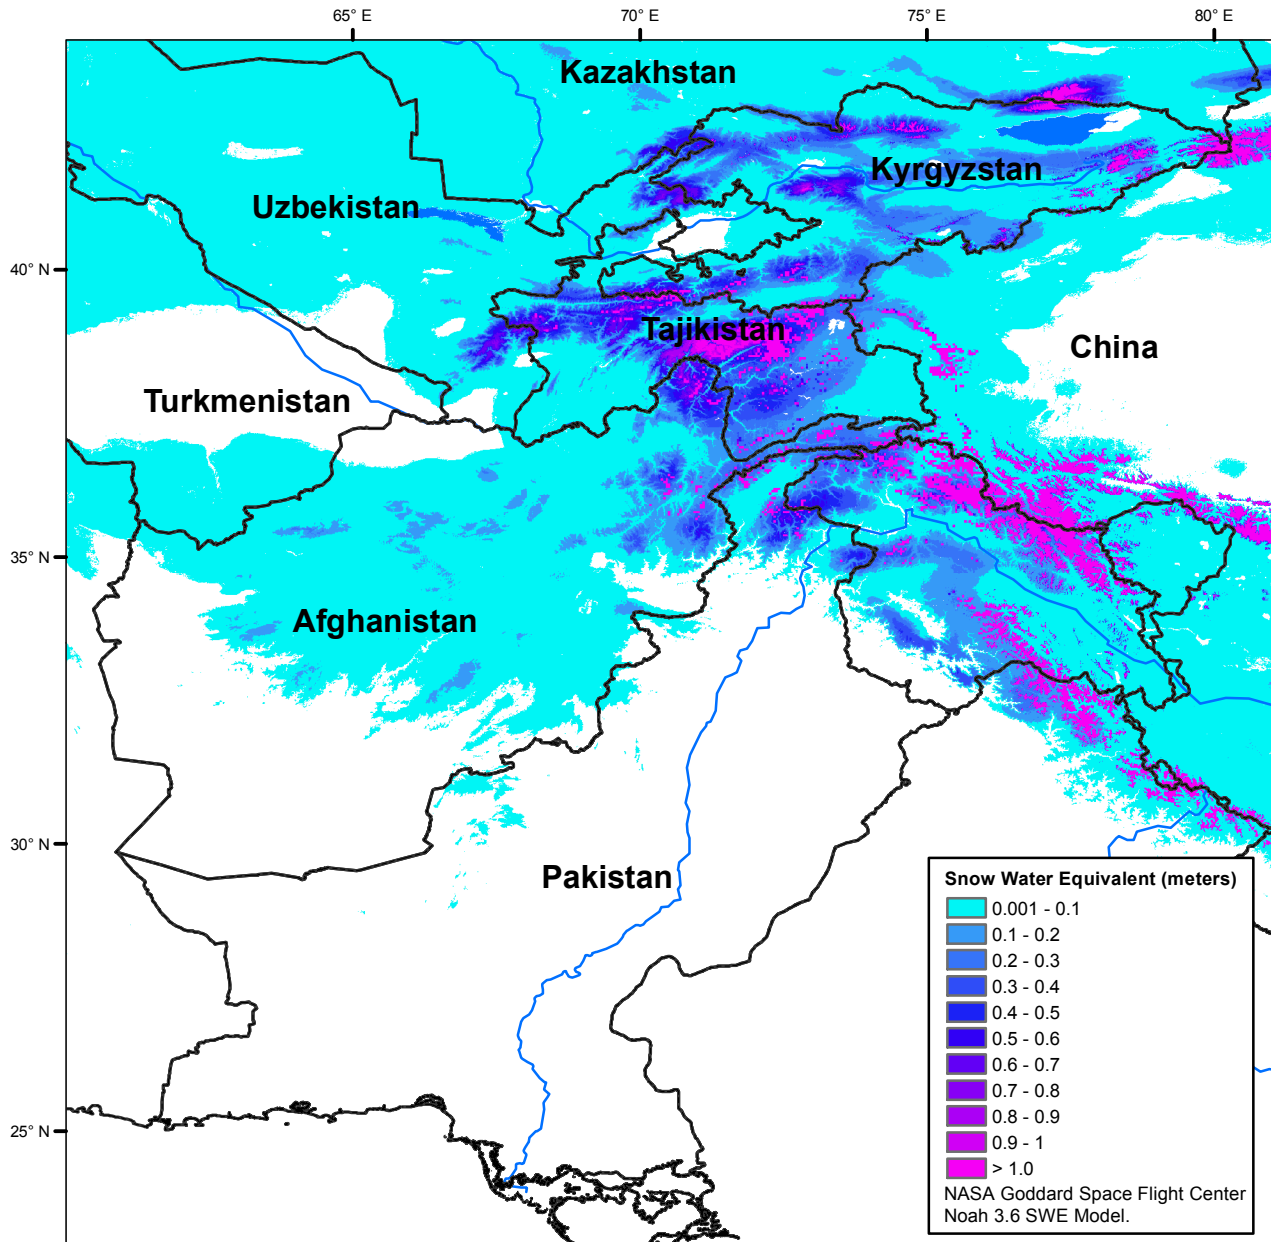 65° E
70° E
75° E
80° E
Kazakhstan
Kyrgyzstan
Uzbekistan
40° N
Tajikistan
China
Turkmenistan
35° N
Afghanistan
30° N
Pakistan
25° N
Snow Water Equivalent (meters)
0.001 - 0.1
0.1 - 0.2
0.2 - 0.3
0.3 - 0.4
0.4 - 0.5
0.5 - 0.6
0.6 - 0.7
0.7 - 0.8
0.8 - 0.9
0.9 - 1
> 1.0
NASA Goddard Space Flight Center
Noah 3.6 SWE Model.